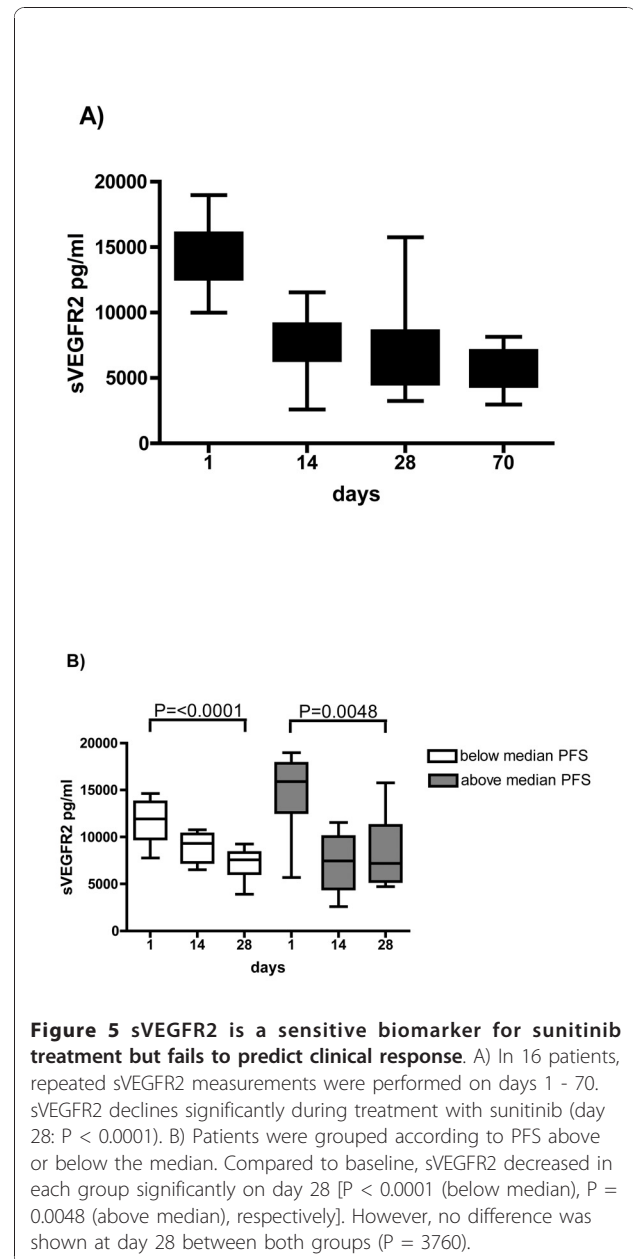 A)
20000
15000
10000
5000
0
sVEGFR2 pg/ml
1 14 28 70
days
B)
P=<0.0001 P=0.0048
20000
15000
10000
5000
0
sVEGFR2 pg/ml
1 14 28 1 14 28
days
below median PFS
above median PFS
Figure 5 sVEGFR2 is a sensitive biomarker for sunitinib
treatment but fails to predict clinical response. A) In 16 patients,
repeated sVEGFR2 measurements were performed on days 1 - 70.
sVEGFR2 declines significantly during treatment with sunitinib (day
28: P < 0.0001). B) Patients were grouped according to PFS above
or below the median. Compared to baseline, sVEGFR2 decreased in
each group significantly on day 28 [P < 0.0001 (below median), P =
0.0048 (above median), respectively]. However, no difference was
shown at day 28 between both groups (P = 3760).